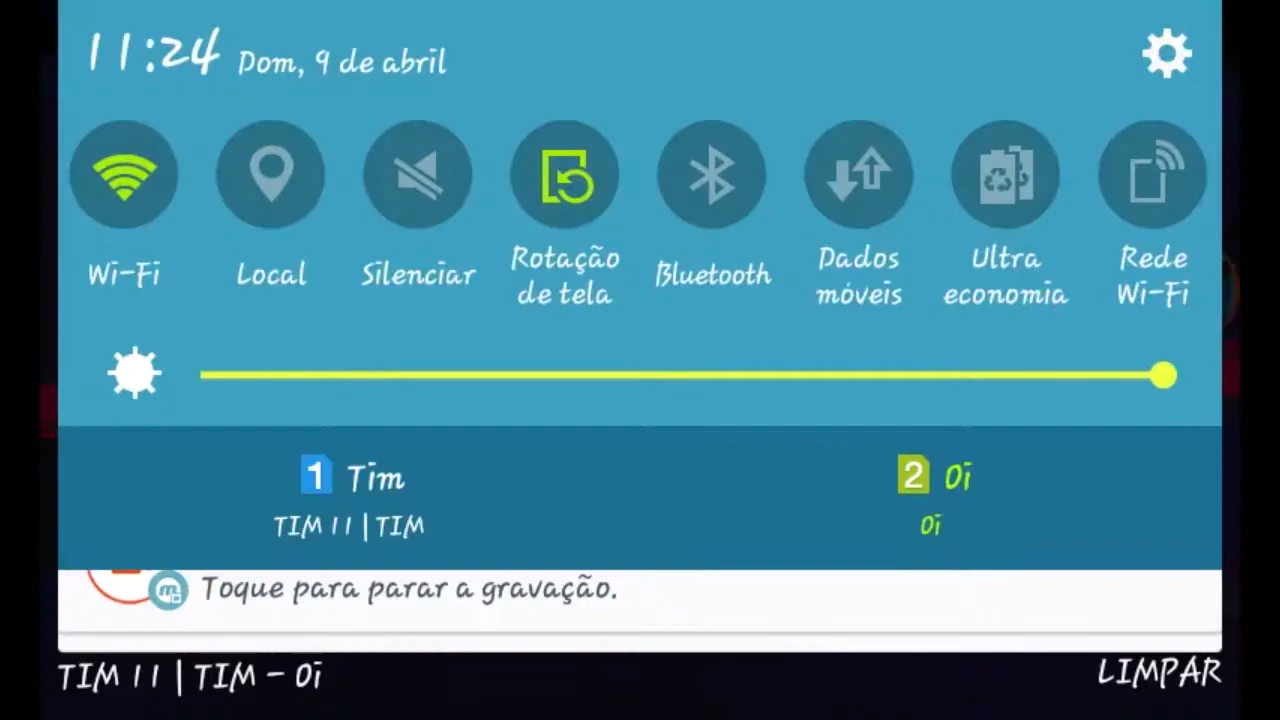 11:24 Dom, 9 de abril
Wi-Fi
Local
Silenciar
Rotação
de tela
Bluetooth
Dados
móveis
Ultra
economia
Rede
Wi-Fi
1 Tim
TIM 11 | TIM
2 Oi
Oi
Toque para parar a gravação.
TIM 11 | TIM – Oi
LIMPAR